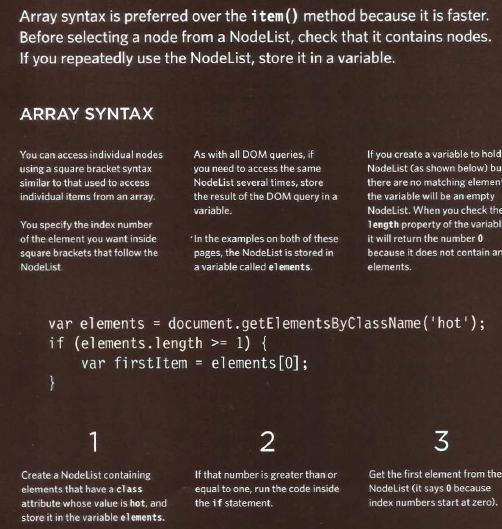 Array syntax is preferred over the item() method because it is faster.
Before selecting a node from a NodeList, check that it contains nodes.
If you repeatedly use the NodeList, store it in a variable.
ARRAY SYNTAX
You can access individual nodes
using a square bracket syntax
similar to that used to access
individual items from an array.
You specify the index number
of the element you want inside
square brackets that follow the
NodeList.
As with all DOM queries, if
you need to access the same
NodeList several times, store
the result of the DOM query in a
variable.
In the examples on both of these
pages, the NodeList is stored in
a variable called elements.
If you create a variable to hold
NodeList (as shown below) bu
there are no matching element
the variable will be an empty
NodeList. When you check the
length property of the variabl
it will return the number 0
because it does not contain an
elements.
var elements = document.getElementsByClassName('hot');
if (elements.length >= 1) {
    var firstItem = elements[0];
}
1
Create a NodeList containing
elements that have a class
attribute whose value is hot, and
store it in the variable elements.
2
If that number is greater than or
equal to one, run the code inside
the if statement.
3
Get the first element from the
NodeList (it says 0 because
index numbers start at zero).